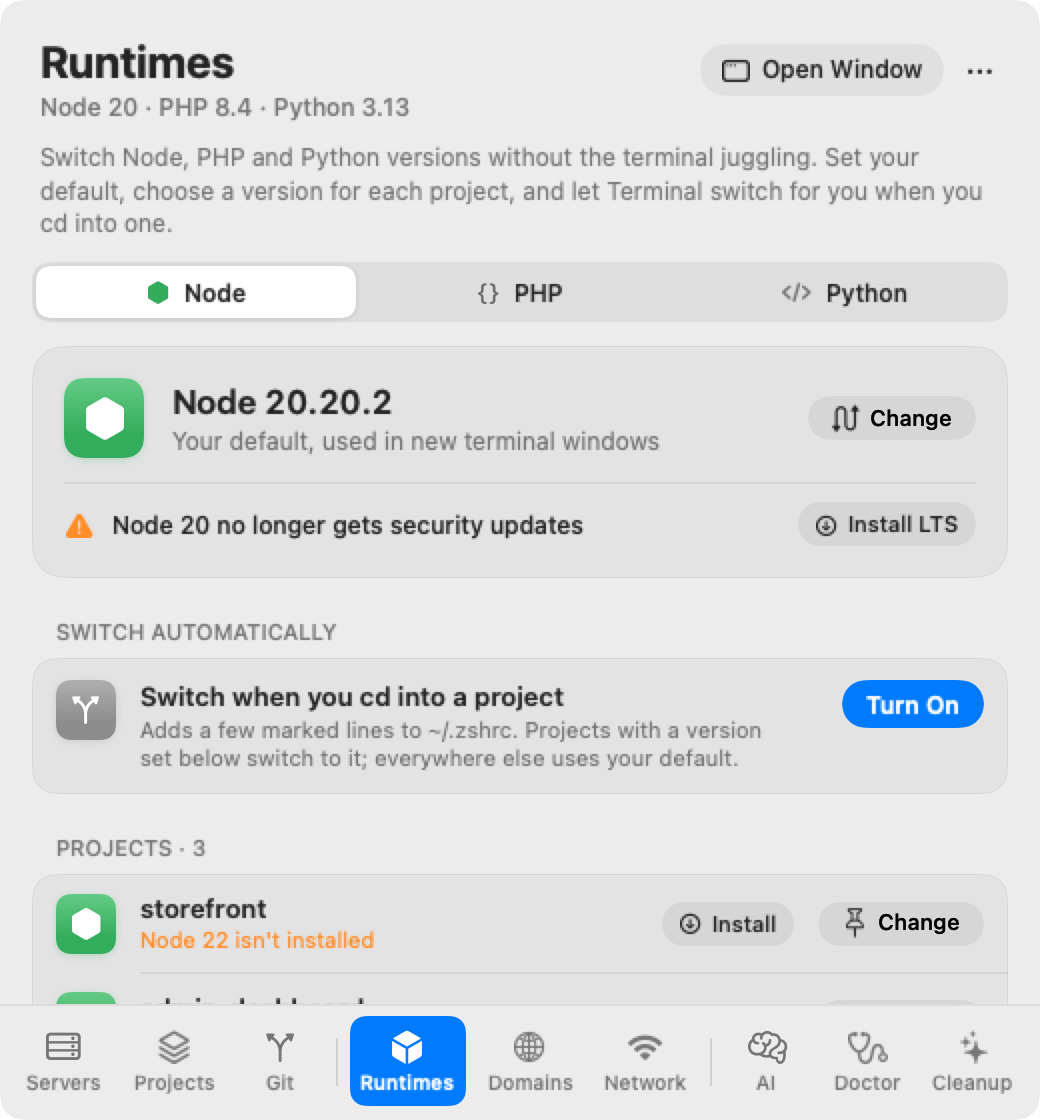 Runtimes
Open Window
Node 20 · PHP 8.4 · Python 3.13
Switch Node, PHP and Python versions without the terminal juggling. Set your
default, choose a version for each project, and let Terminal switch for you when you
cd into one.
Node
{} PHP
</> Python
Node 20.20.2
Your default, used in new terminal windows
Change
Node 20 no longer gets security updates
Install LTS
SWITCH AUTOMATICALLY
Switch when you cd into a project
Adds a few marked lines to ~/.zshrc. Projects with a version
set below switch to it; everywhere else uses your default.
Turn On
PROJECTS · 3
storefront
Node 22 isn't installed
Install
Change
Servers
Projects
Git
Runtimes
Domains
Network
AI
Doctor
Cleanup